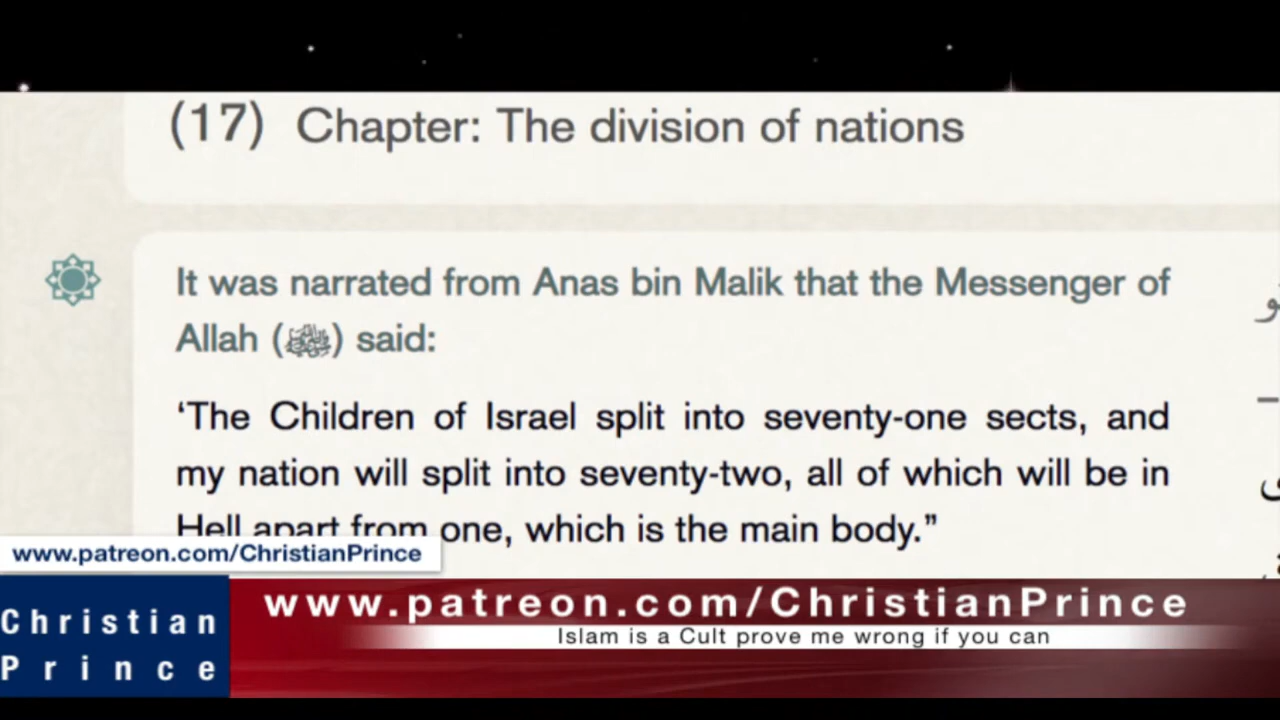 (17) Chapter: The division of nations
It was narrated from Anas bin Malik that the Messenger of
Allah (ﷺ) said:
‘The Children of Israel split into seventy-one sects, and
my nation will split into seventy-two, all of which will be in
Hell apart from one, which is the main body.”
www.patreon.com/ChristianPrince
Christian
Prince
www.patreon.com/ChristianPrince
Islam is a Cult prove me wrong if you can